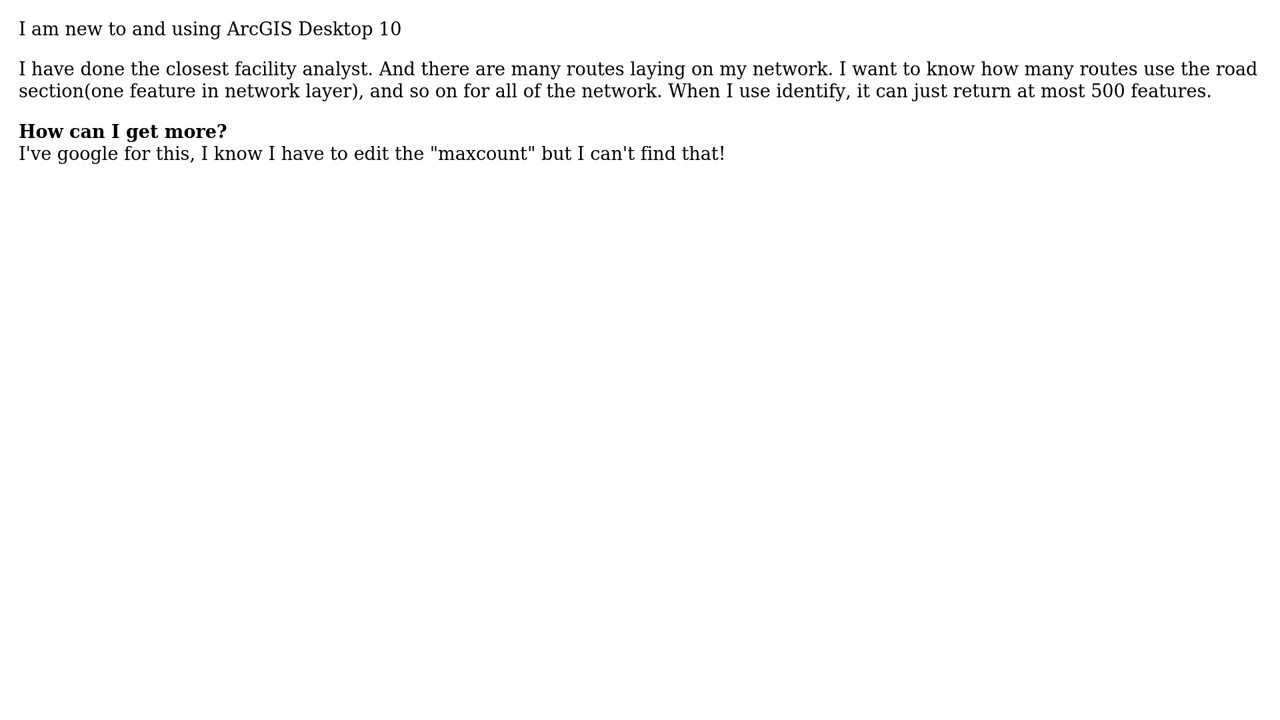 I am new to and using ArcGIS Desktop 10
I have done the closest facility analyst. And there are many routes laying on my network. I want to know how many routes use the road
section(one feature in network layer), and so on for all of the network. When I use identify, it can just return at most 500 features.
How can I get more?
I've google for this, I know I have to edit the "maxcount" but I can't find that!